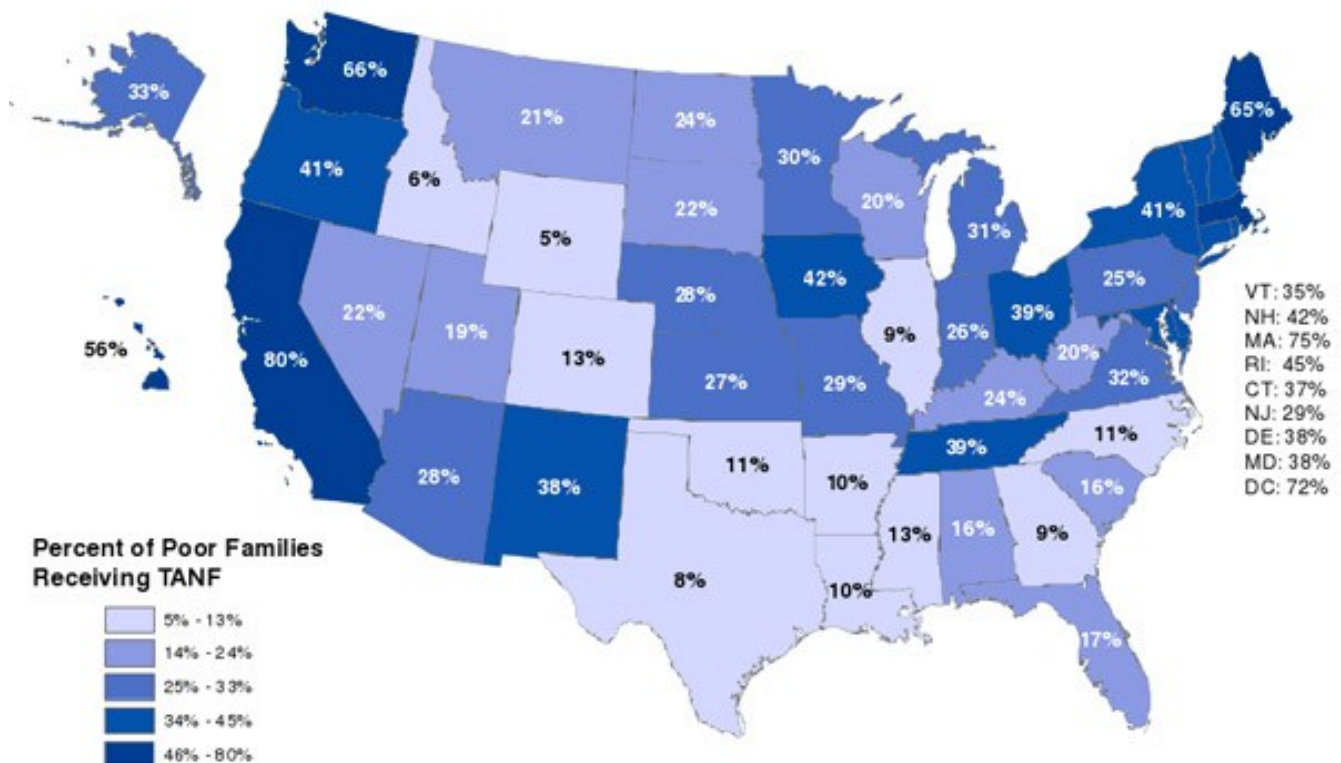 66%
33%
65%
21%
24%
30%
41%
6%
20%
41%
22%
31%
5%
42%
25%
28%
VT: 35%
39%
22%
26%
NH: 42%
19%
9%
MA: 75%
56%
80%
13%
20%
RI: 45%
27%
29%
32%
CT: 37%
24%
NJ: 29%
DE: 38%
11%
39%
MD: 38%
11%
28%
38%
10%
16%
DC: 72%
13%
16%
9%
Percent of Poor Families
Receiving TANF
8%
10%
5% - 13%
17%
14% - 24%
25% - 33%
34% - 45%
46% - 80%